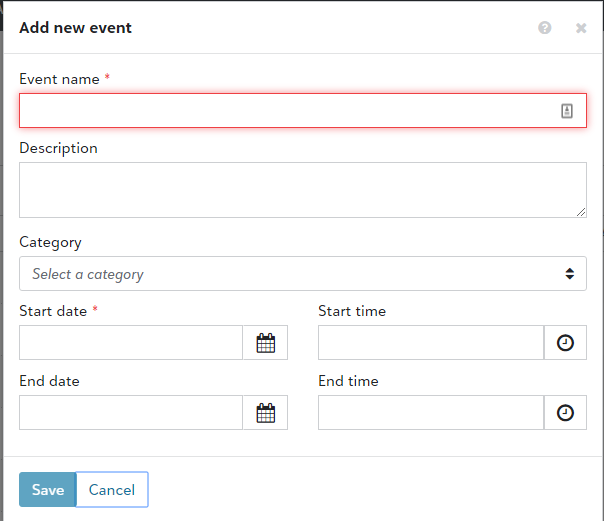 Add new event
Event name *
Description
Category
Select a category
Start date *
Start time
End date
End time
Save
Cancel